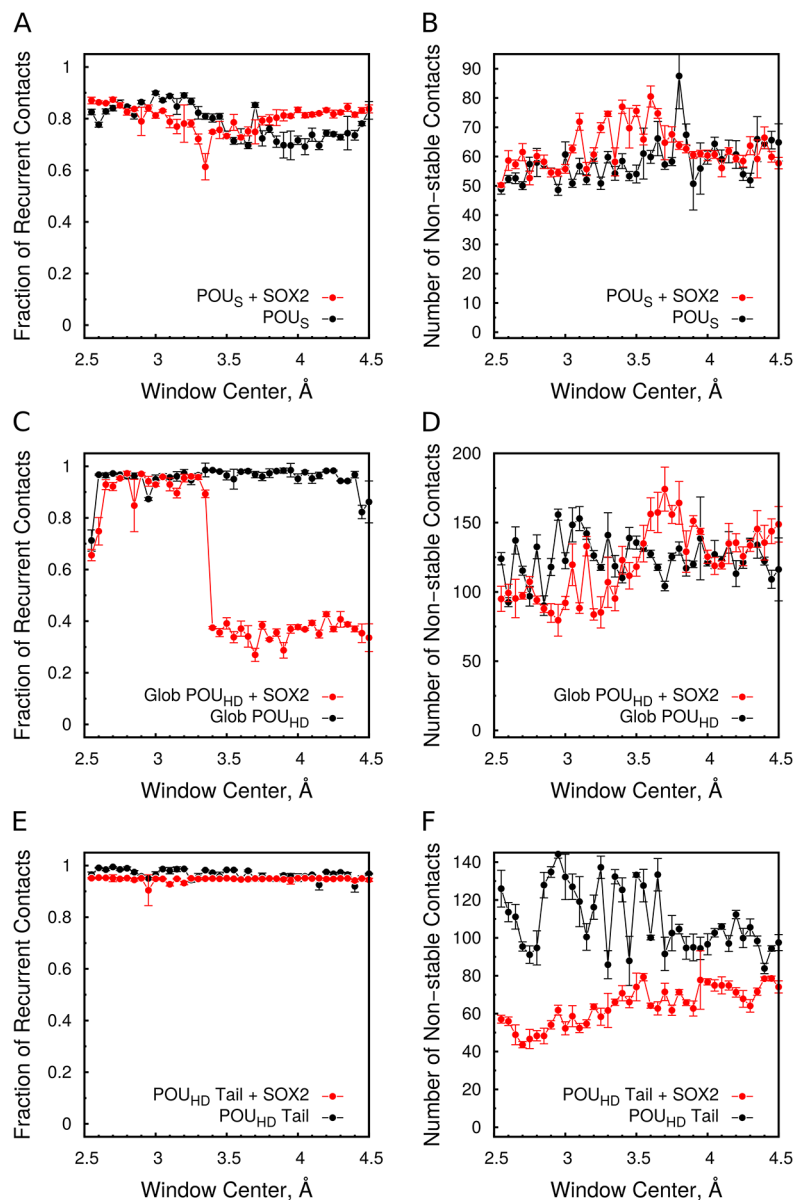 A
Fraction of Recurrent Contacts
1
0.8
0.6
0.4
0.2
0
POUS + SOX2
POUS
2.5 3 3.5 4 4.5
Window Center, Å
B
Number of Non−stable Contacts
90
80
70
60
50
40
30
20
10
0
POUS + SOX2
POUS
2.5 3 3.5 4 4.5
Window Center, Å
C
Fraction of Recurrent Contacts
1
0.8
0.6
0.4
0.2
0
Glob POUHD + SOX2
Glob POUHD
2.5 3 3.5 4 4.5
Window Center, Å
D
Number of Non−stable Contacts
200
150
100
50
0
Glob POUHD + SOX2
Glob POUHD
2.5 3 3.5 4 4.5
Window Center, Å
E
Fraction of Recurrent Contacts
1
0.8
0.6
0.4
0.2
0
POUHD Tail + SOX2
POUHD Tail
2.5 3 3.5 4 4.5
Window Center, Å
F
Number of Non−stable Contacts
140
120
100
80
60
40
20
0
POUHD Tail + SOX2
POUHD Tail
2.5 3 3.5 4 4.5
Window Center, Å